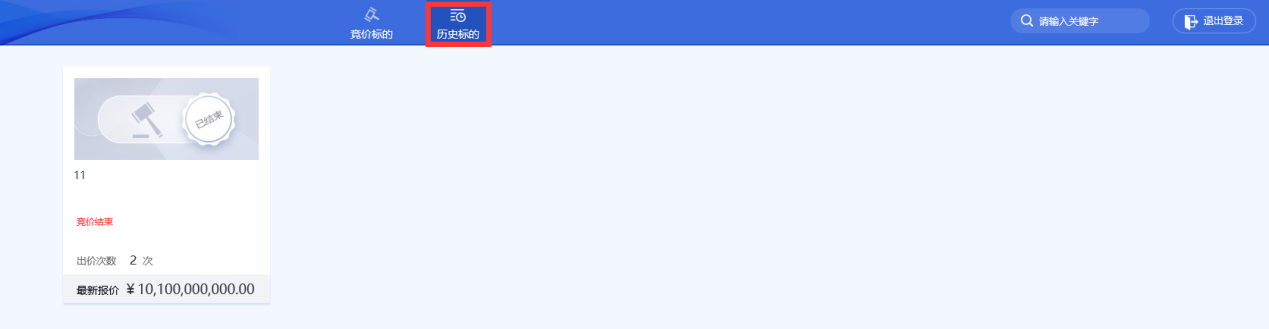 竞价标的
历史标的
请输入关键字
退出登录
已结束
11
竞价结束
出价次数 2 次
最新报价 ¥10,100,000,000.00